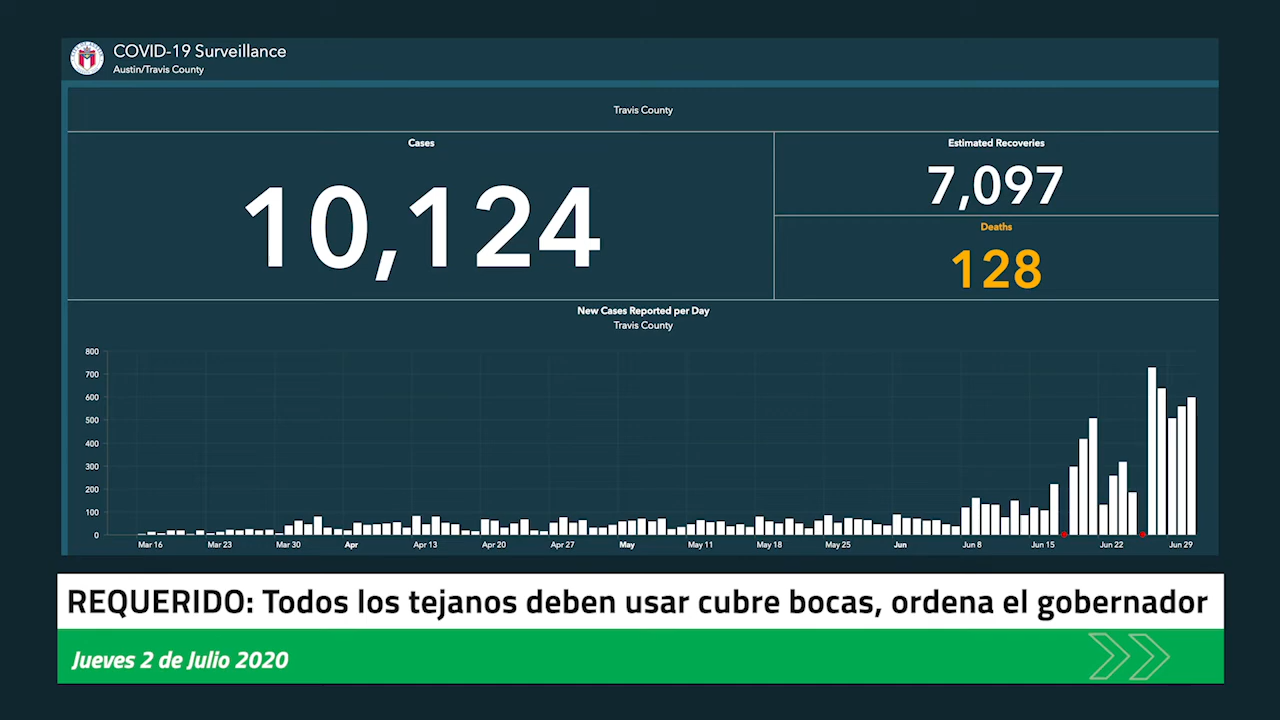 COVID-19 Surveillance
Austin/Travis County
Travis County
Cases
10,124
Estimated Recoveries
7,097
Deaths
128
New Cases Reported per Day
Travis County
800
700
600
500
400
300
200
100
0
Mar 16 Mar 23 Mar 30 Apr Apr 13 Apr 20 Apr 27 May May 11 May 18 May 25 Jun Jun 8 Jun 15 Jun 22 Jun 29
REQUERIDO: Todos los tejanos deben usar cubre bocas, ordena el gobernador
Jueves 2 de Julio 2020